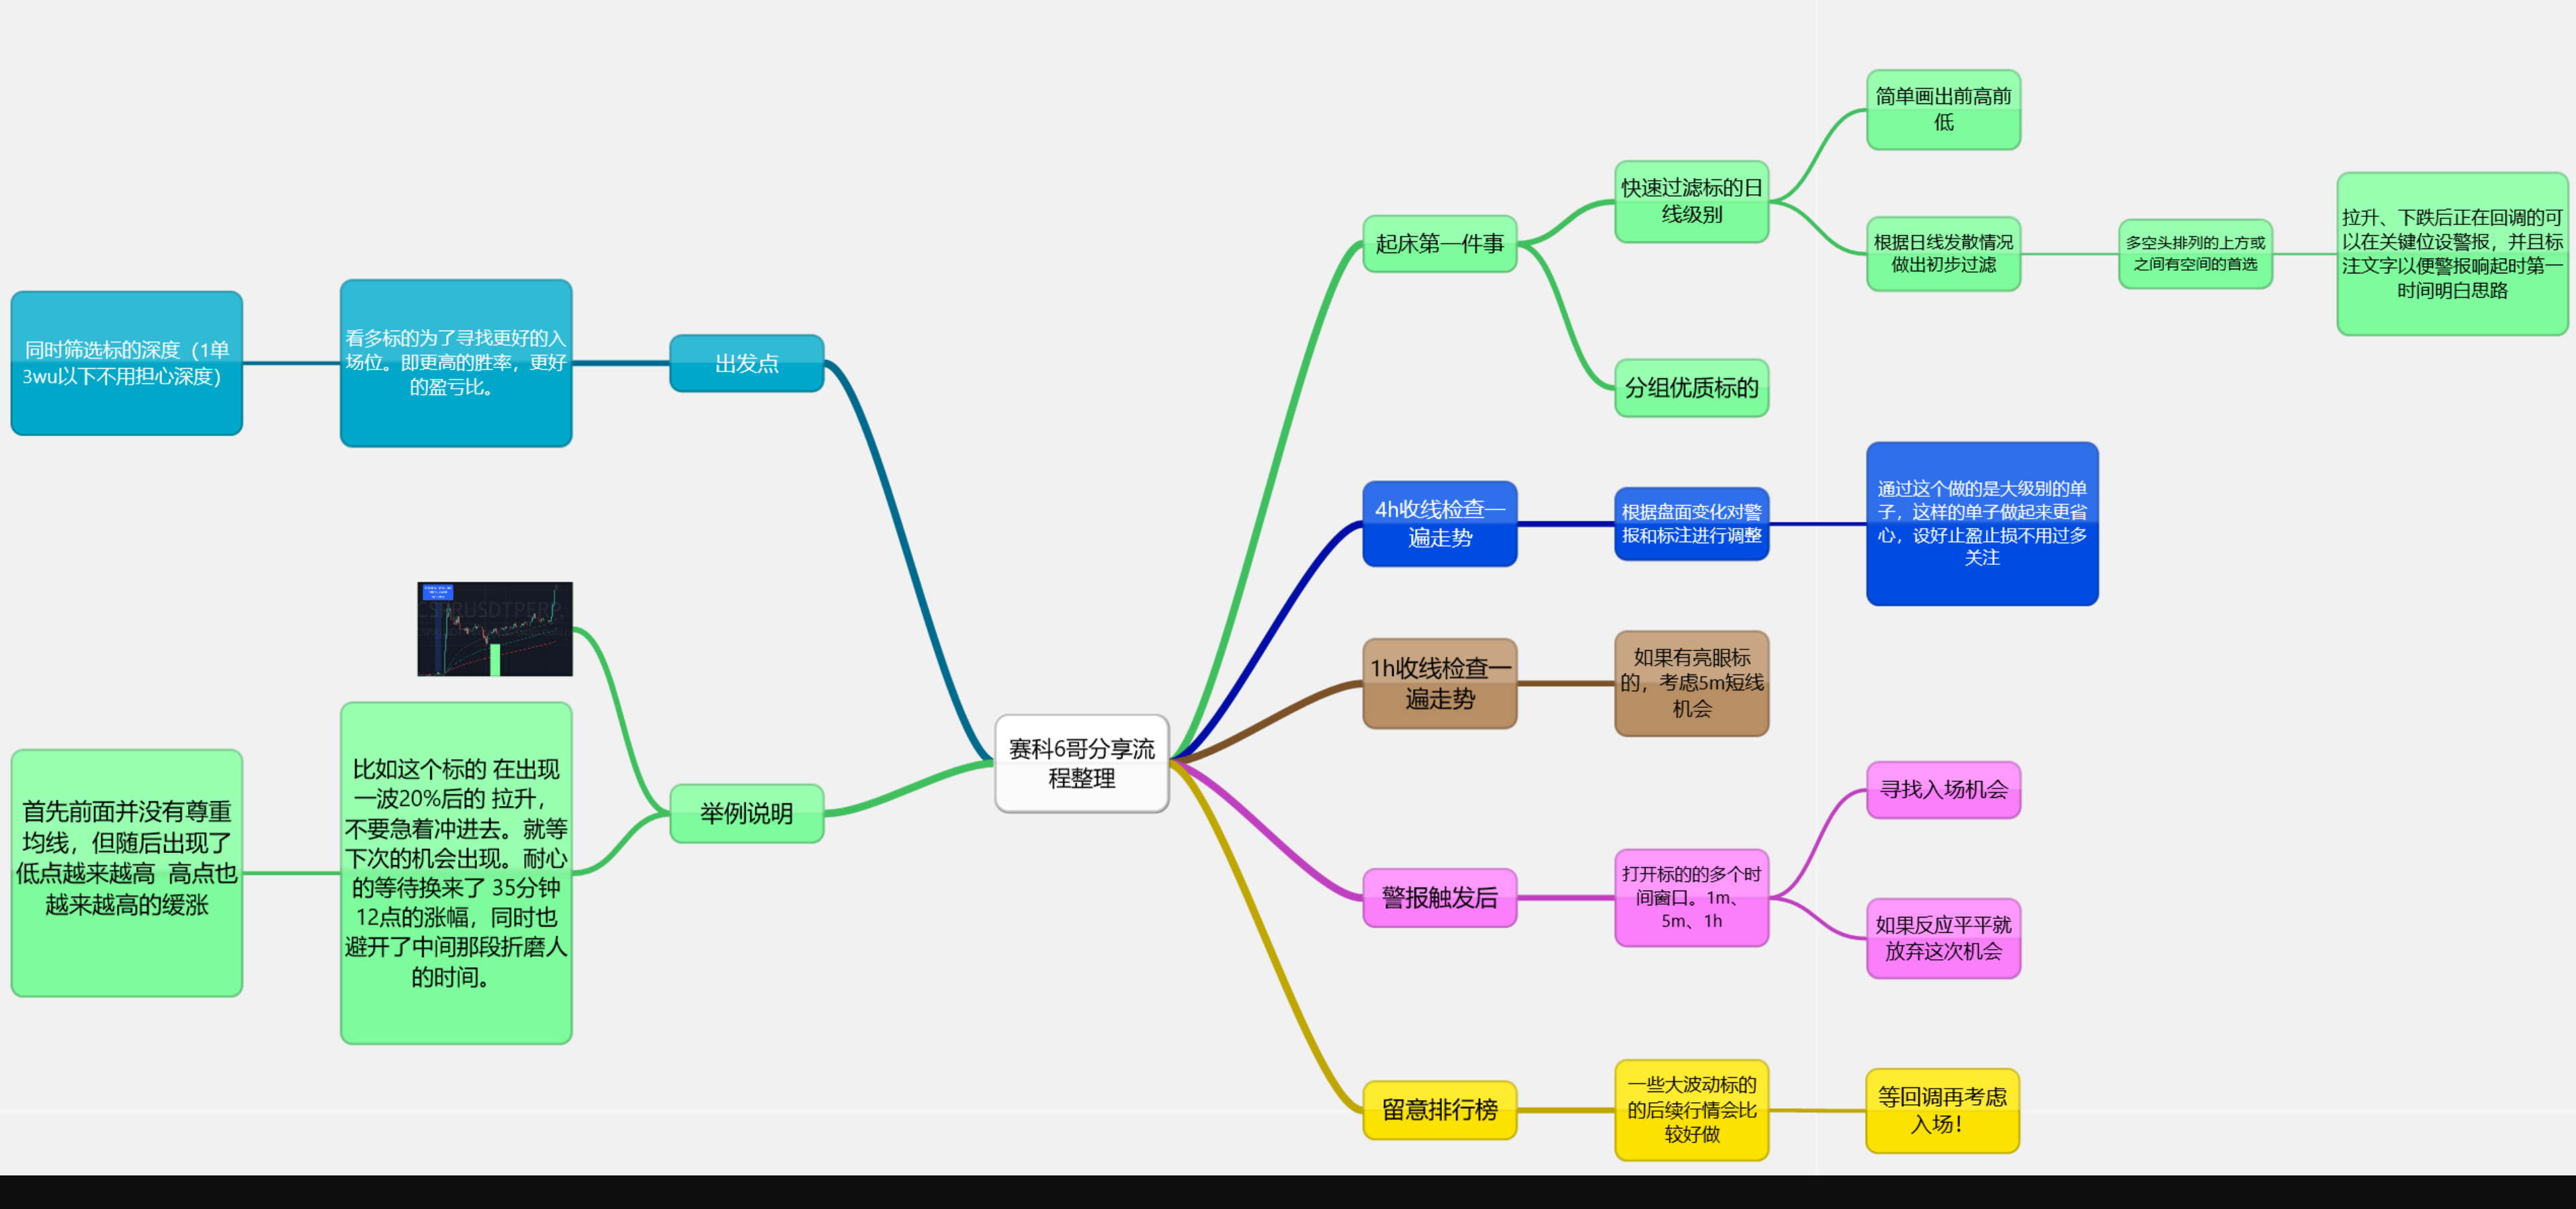 赛科6哥分享流
程整理
出发点
看多标的为了寻找更好的入
场位。即更高的胜率，更好
的盈亏比。
同时筛选标的深度（1单
3wu以下不用担心深度）
举例说明
CSPRUSDTPERP
比如这个标的 在出现
一波20%后的 拉升，
不要急着冲进去。就等
下次的机会出现。耐心
的等待换来了 35分钟
12点的涨幅，同时也
避开了中间那段折磨人
的时间。
首先前面并没有尊重
均线，但随后出现了
低点越来越高 高点也
越来越高的缓涨
起床第一件事
快速过滤标的日
线级别
简单画出前高前
低
根据日线发散情况
做出初步过滤
多空头排列的上方或
之间有空间的首选
拉升、下跌后正在回调的可
以在关键位设警报，并且标
注文字以便警报响起时第一
时间明白思路
分组优质标的
4h收线检查一
遍走势
根据盘面变化对警
报和标注进行调整
通过这个做的是大级别的单
子，这样的单子做起来更省
心，设好止盈止损不用过多
关注
1h收线检查一
遍走势
如果有亮眼标
的，考虑5m短线
机会
警报触发后
打开标的的多个时
间窗口。1m、
5m、1h
寻找入场机会
如果反应平平就
放弃这次机会
留意排行榜
一些大波动标的
的后续行情会比
较好做
等回调再考虑
入场！